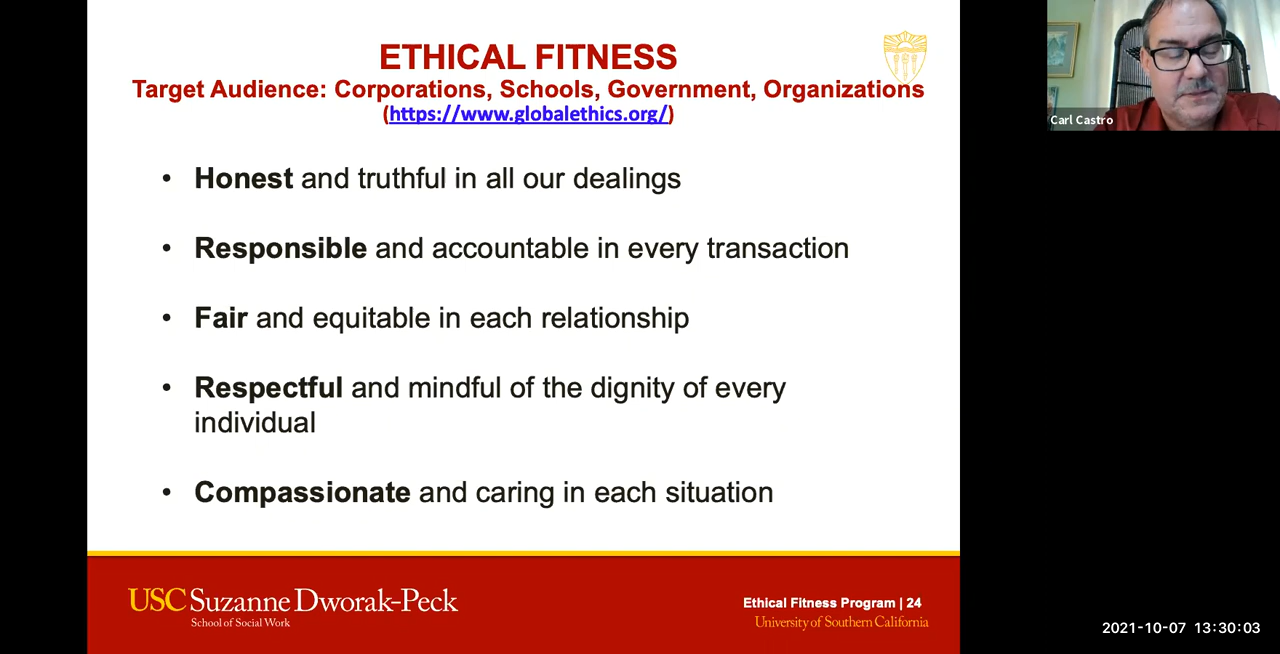 ETHICAL FITNESS
Target Audience: Corporations, Schools, Government, Organizations
(https://www.globalethics.org/)
• Honest and truthful in all our dealings
• Responsible and accountable in every transaction
• Fair and equitable in each relationship
• Respectful and mindful of the dignity of every
individual
• Compassionate and caring in each situation
USC Suzanne Dworak-Peck
School of Social Work
Ethical Fitness Program | 24
University of Southern California
Carl Castro
2021-10-07 13:30:03